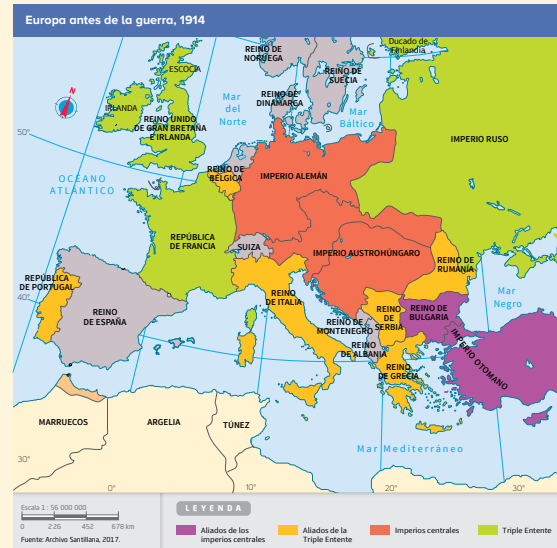 Europa antes de la guerra, 1914
Ducado de
Finlandia
REINO DE
NORUEGA
ESCOCIA
REINO DE
SUECIA
N
Mar
del
Norte
REINO DE
DINAMARCA
IRLANDA
REINO UNIDO
DE GRAN BRETAÑA
E IRLANDA
Mar
Báltico
50°
IMPERIO RUSO
OCÉANO
ATLÁNTICO
REINO DE
BÉLGICA
IMPERIO ALEMÁN
REPÚBLICA
DE FRANCIA
SUIZA
IMPERIO AUSTROHÚNGARO
REINO DE
RUMANÍA
REPÚBLICA
DE PORTUGAL
40°
REINO
DE ESPAÑA
REINO
DE ITALIA
Mar
Negro
REINO
DE
SERBIA
REINO DE
BULGARIA
REINO DE
MONTENEGRO
REINO
DE ALBANIA
IMPERIO OTOMANO
REINO
DE GRECIA
MARRUECOS
ARGELIA
TÚNEZ
Mar Mediterráneo
30°
0°
10°
20°
30°
Escala 1 : 56 000 000
0 226 452 678 km
Fuente: Archivo Santillana, 2017.
LEYENDA
Aliados de los
imperios centrales
Aliados de la
Triple Entente
Imperios centrales
Triple Entente